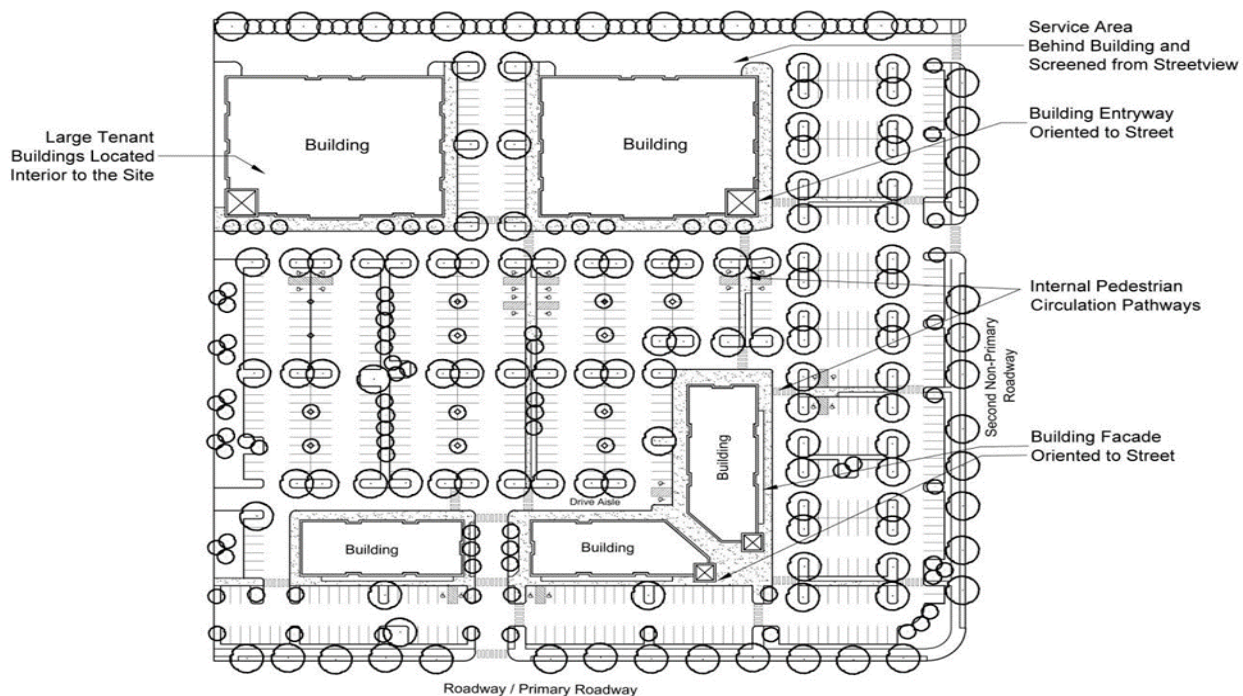 Service Area
Behind Building and
Screened from Streetview
Building Entryway
Oriented to Street
Large Tenant
Buildings Located
Interior to the Site
Building
Building
Internal Pedestrian
Circulation Pathways
Second Non-Primary
Roadway
Building
Building Facade
Oriented to Street
Drive Aisle
Building
Building
Roadway / Primary Roadway